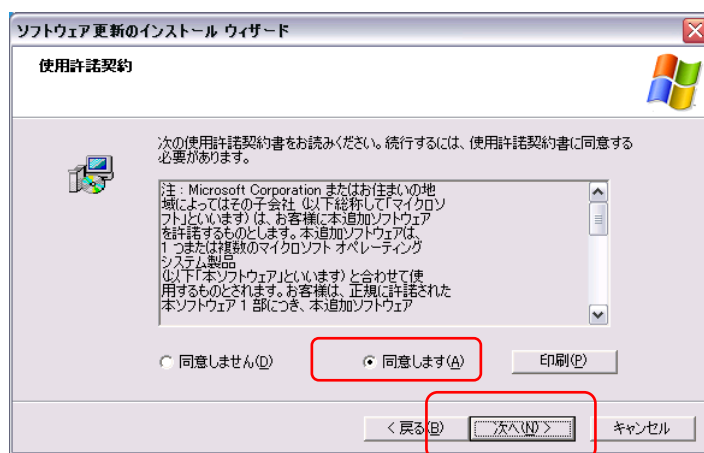 ソフトウェア更新のインストール ウィザード
使用許諾契約
次の使用許諾契約書をお読みください。続行するには、使用許諾契約書に同意する
必要があります。
注 : Microsoft Corporation またはお住まいの地
域によってはその子会社 (以下総称して「マイクロソ
フト」といいます) は、お客様に本追加ソフトウェア
を許諾するものとします。本追加ソフトウェアは、
1 つまたは複数のマイクロソフト オペレーティング
システム製品
(以下「本ソフトウェア」といいます) と合わせて使
用するものとされます。お客様は、正規に許諾された
本ソフトウェア 1 部につき、本追加ソフトウェア
同意しません(D) 同意します(A) 印刷(P)
< 戻る(B) 次へ(N) > キャンセル